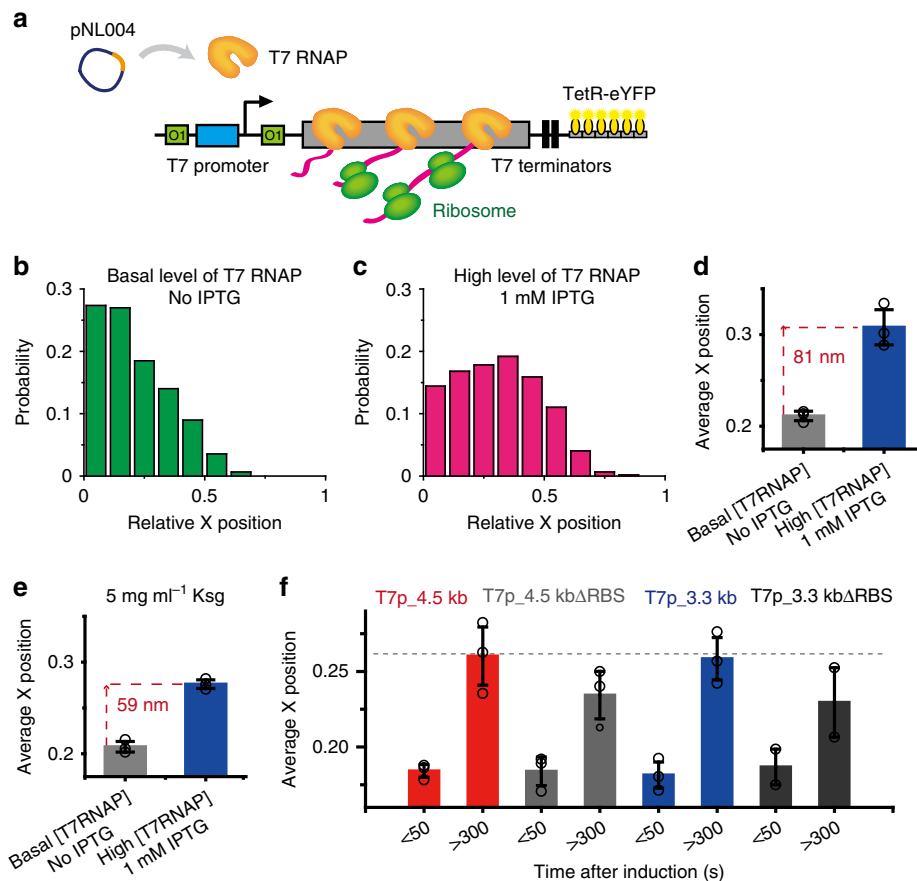 a
pNL004
T7 RNAP
TetR-eYFP
O1
O1
T7 promoter
T7 terminators
Ribosome
b
Basal level of T7 RNAP
No IPTG
0.3
0.2
0.1
0
Probability
0
0.5
1
Relative X position
c
High level of T7 RNAP
1 mM IPTG
0.3
0.2
0.1
0
Probability
0
0.5
1
Relative X position
d
0.3
0.2
Average X position
81 nm
Basal [T7RNAP]
No IPTG
High [T7RNAP]
1 mM IPTG
e
5 mg ml⁻¹ Ksg
0.3
0.2
Average X position
59 nm
Basal [T7RNAP]
No IPTG
High [T7RNAP]
1 mM IPTG
f
T7p_4.5 kb
T7p_4.5 kbΔRBS
T7p_3.3 kb
T7p_3.3 kbΔRBS
0.25
0.20
Average X position
<50
>300
<50
>300
<50
>300
<50
>300
Time after induction (s)